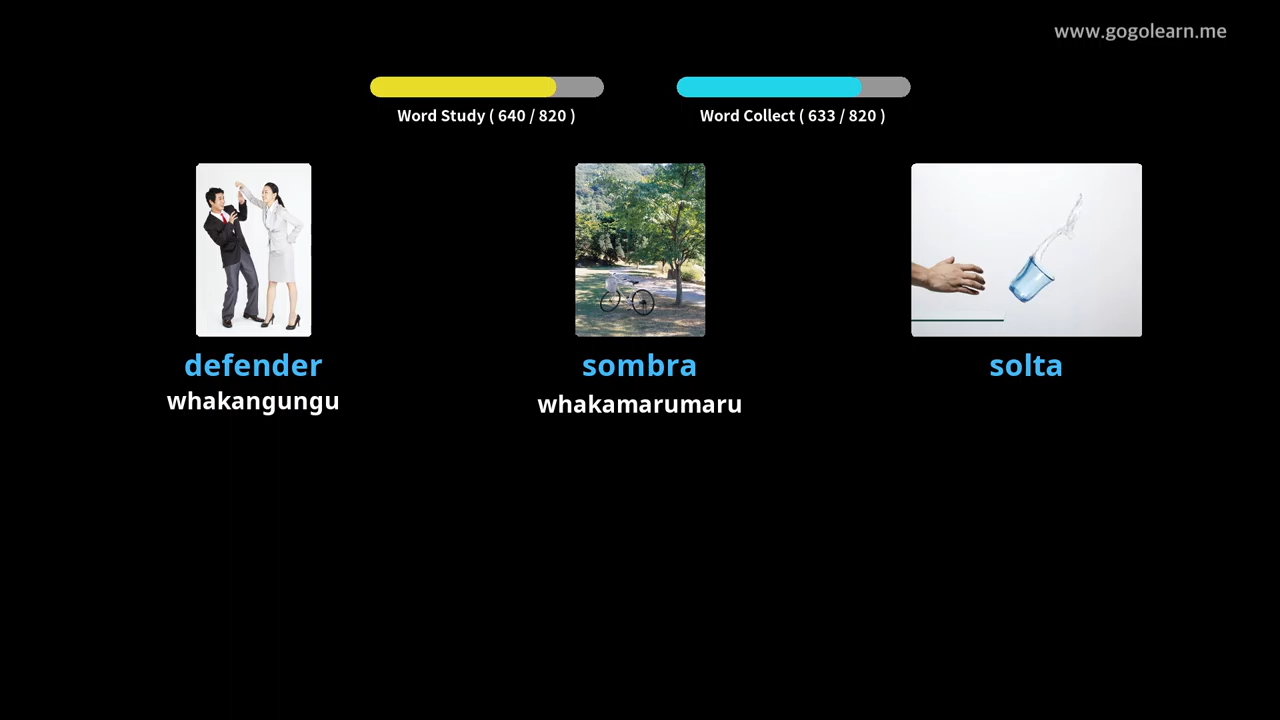 www.gogolearn.me
Word Study ( 640 / 820 )
Word Collect ( 633 / 820 )
defender
whakangungu
sombra
whakamarumaru
solta